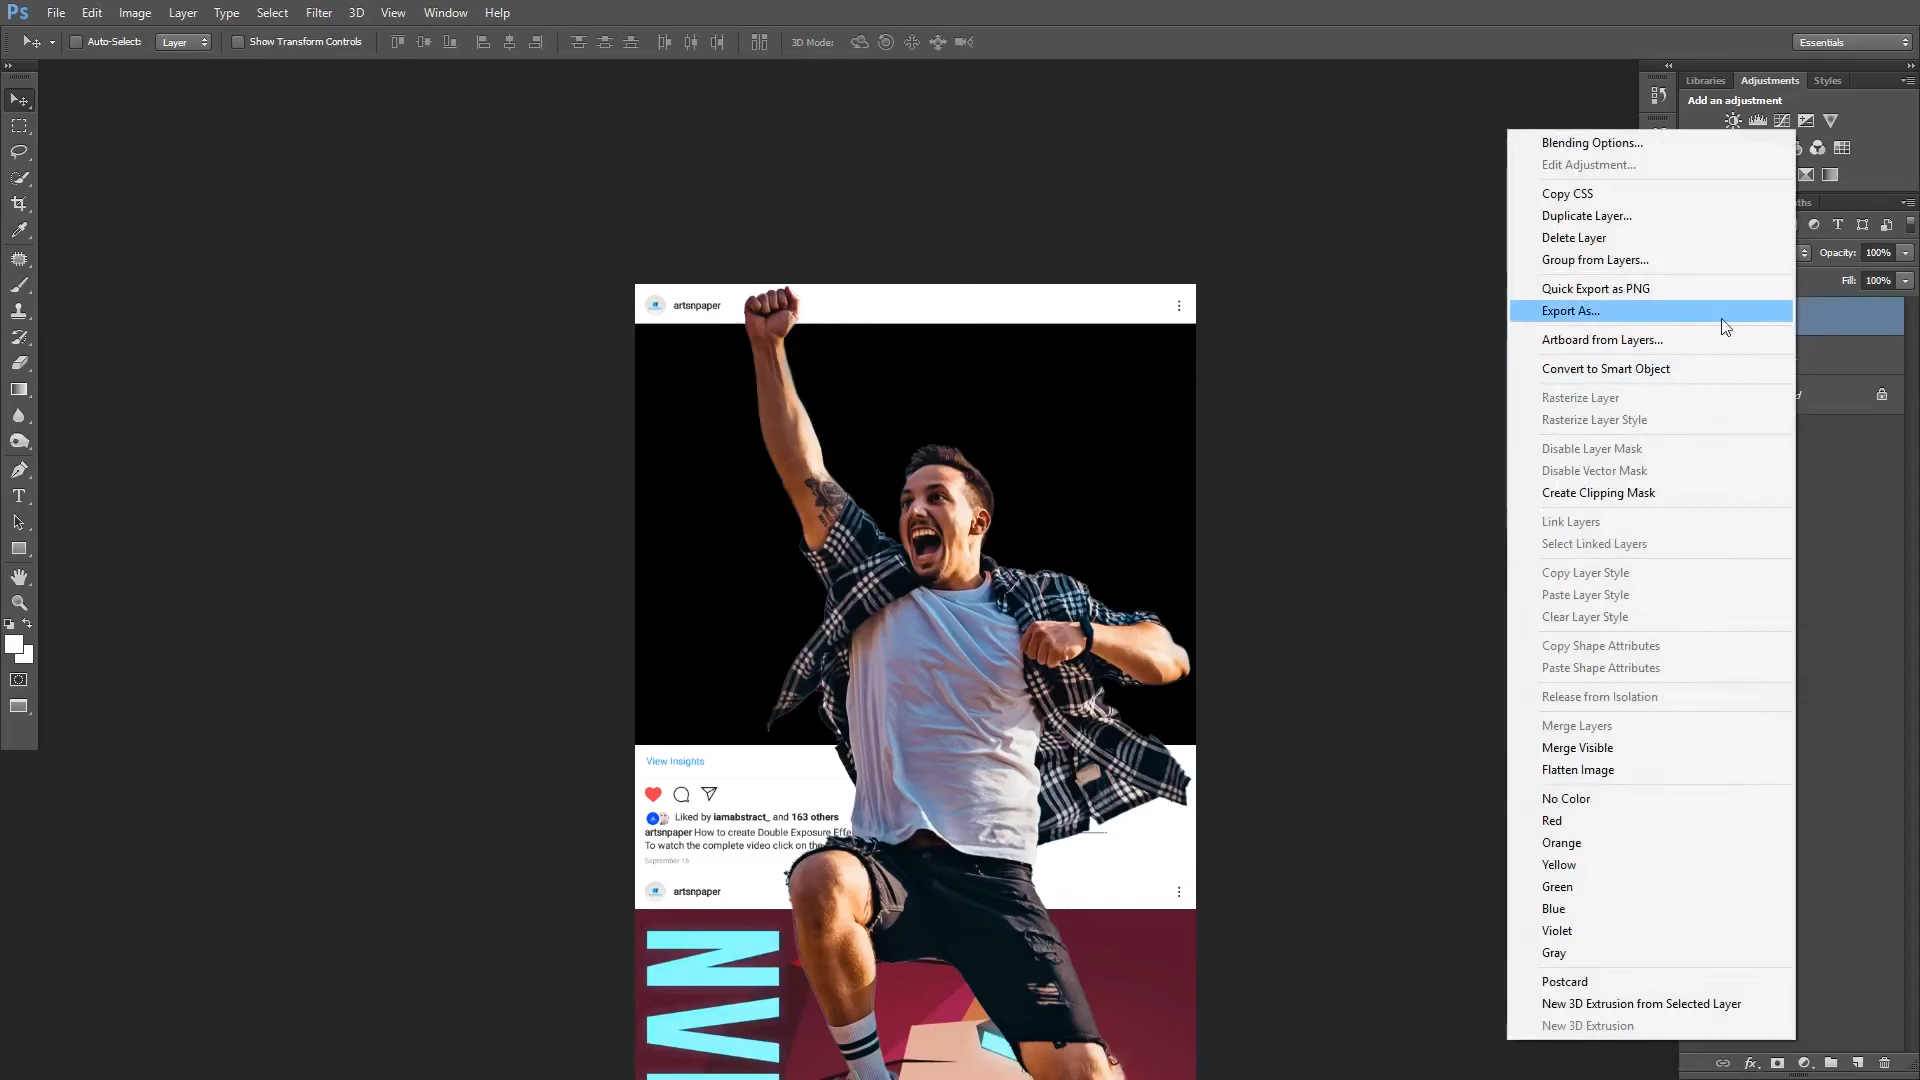 Ps File Edit Image Layer Type Select Filter 3D View Window Help
Auto-Select: Layer Show Transform Controls 3D Mode: Essentials
Libraries Adjustments Styles
Add an adjustment
Opacity: 100%
Fill: 100%
Blending Options...
Edit Adjustment...
Copy CSS
Duplicate Layer...
Delete Layer
Group from Layers...
Quick Export as PNG
Export As...
Artboard from Layers...
Convert to Smart Object
Rasterize Layer
Rasterize Layer Style
Disable Layer Mask
Disable Vector Mask
Create Clipping Mask
Link Layers
Select Linked Layers
Copy Layer Style
Paste Layer Style
Clear Layer Style
Copy Shape Attributes
Paste Shape Attributes
Release from Isolation
Merge Layers
Merge Visible
Flatten Image
No Color
Red
Orange
Yellow
Green
Blue
Violet
Gray
Postcard
New 3D Extrusion from Selected Layer
New 3D Extrusion
artsnpaper
View Insights
Liked by iamabstract_ and 163 others
artsnpaper How to create Double Exposure Effe
To watch the complete video click on the
September 15
artsnpaper
NV